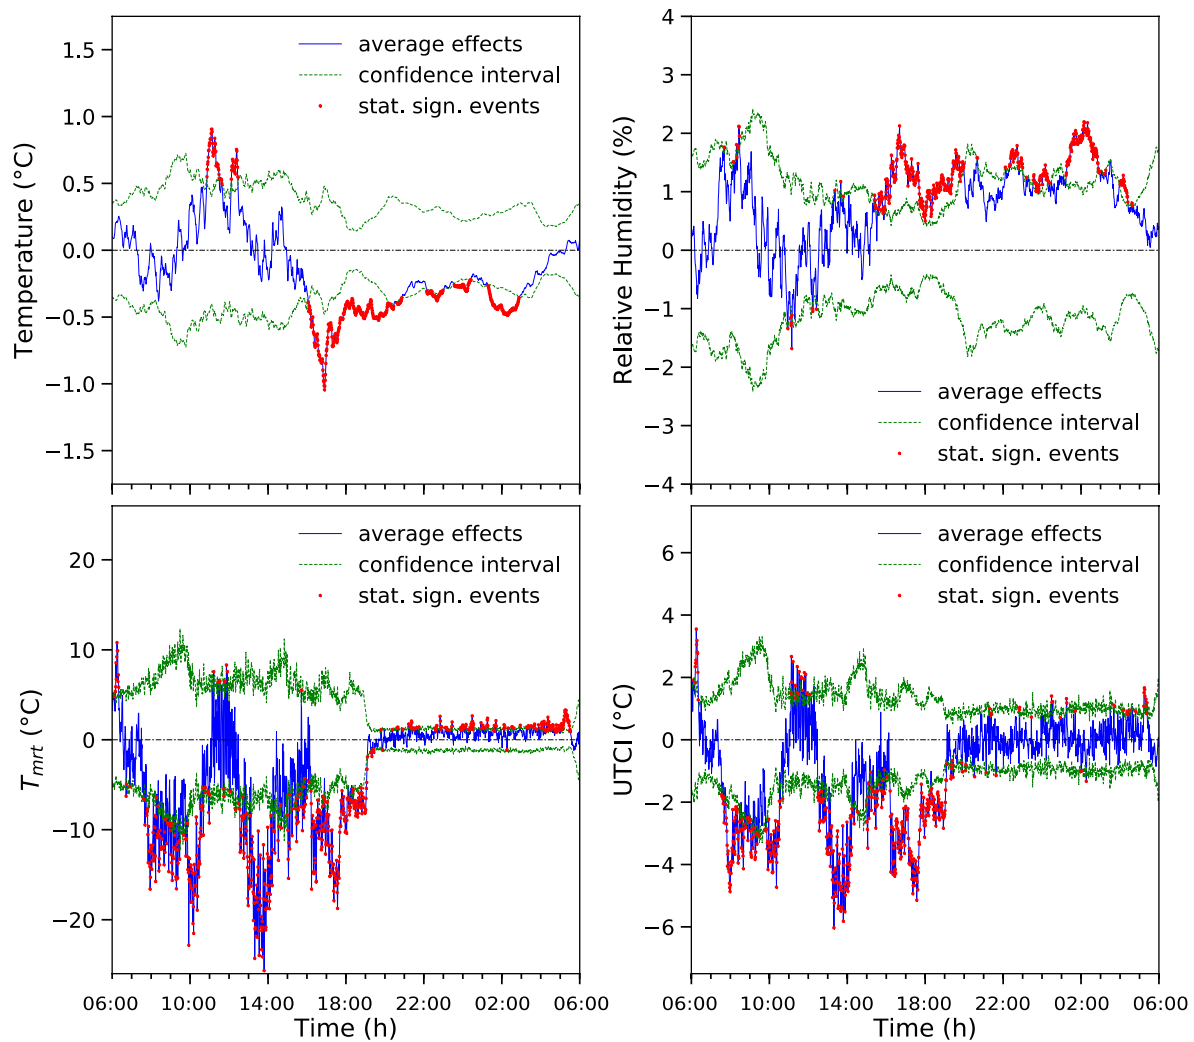 1.5
1.0
0.5
0.0
−0.5
−1.0
−1.5
Temperature (°C)
average effects
confidence interval
stat. sign. events
4
3
2
1
0
−1
−2
−3
−4
Relative Humidity (%)
average effects
confidence interval
stat. sign. events
20
10
0
−10
−20
Tmrt (°C)
average effects
confidence interval
stat. sign. events
06:00 10:00 14:00 18:00 22:00 02:00 06:00
Time (h)
6
4
2
0
−2
−4
−6
UTCI (°C)
average effects
confidence interval
stat. sign. events
06:00 10:00 14:00 18:00 22:00 02:00 06:00
Time (h)